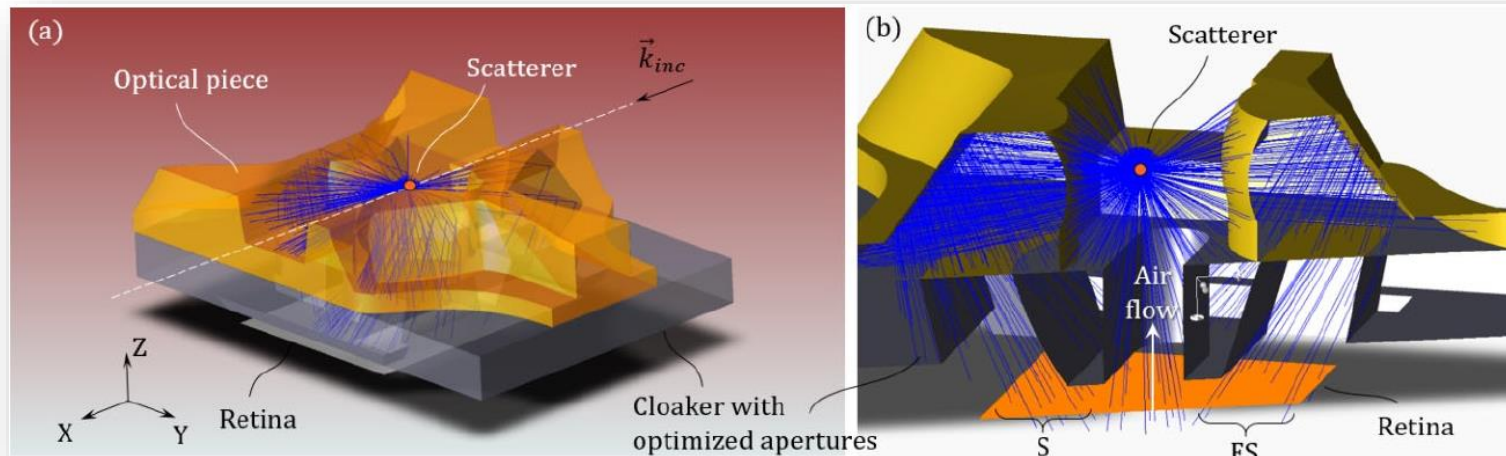 (a)
Optical piece
Scatterer
k⃗inc
Z
X
Y
Retina
Cloaker with
optimized apertures
(b)
Scatterer
Air
flow
Retina
S
FS